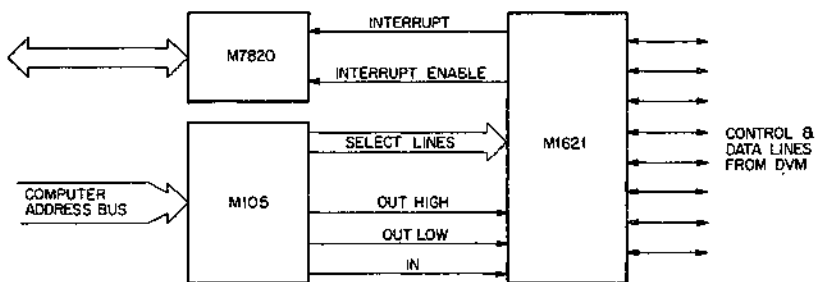 INTERRUPT
M7820
INTERRUPT ENABLE
SELECT LINES
M1621
CONTROL &
DATA LINES
FROM DVM
COMPUTER
ADDRESS BUS
M105
OUT HIGH
OUT LOW
IN